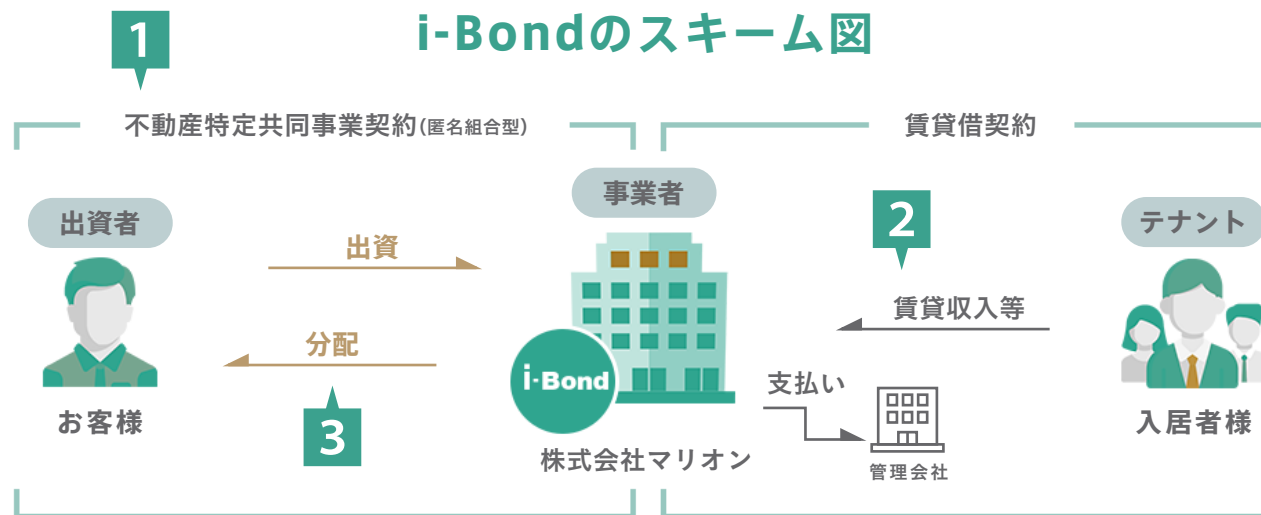 i-Bondのスキーム図
1
不動産特定共同事業契約(匿名組合型)
賃貸借契約
出資者
お客様
出資
分配
3
事業者
i-Bond
株式会社マリオン
2
賃貸収入等
支払い
管理会社
テナント
入居者様